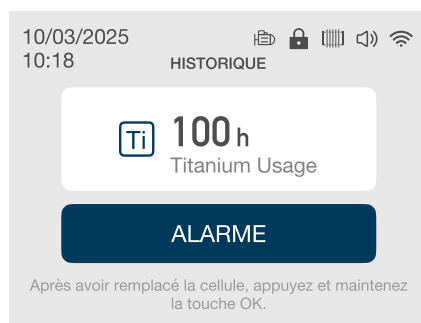 10/03/2025
10:18
HISTORIQUE
Ti
100 h
Titanium Usage
ALARME
Après avoir remplacé la cellule, appuyez et maintenez
la touche OK.